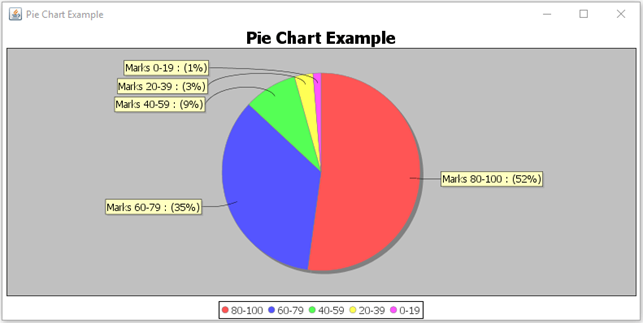 Pie Chart Example
Pie Chart Example
Marks 0-19 : (1%)
Marks 20-39 : (3%)
Marks 40-59 : (9%)
Marks 80-100 : (52%)
Marks 60-79 : (35%)
80-100 60-79 40-59 20-39 0-19